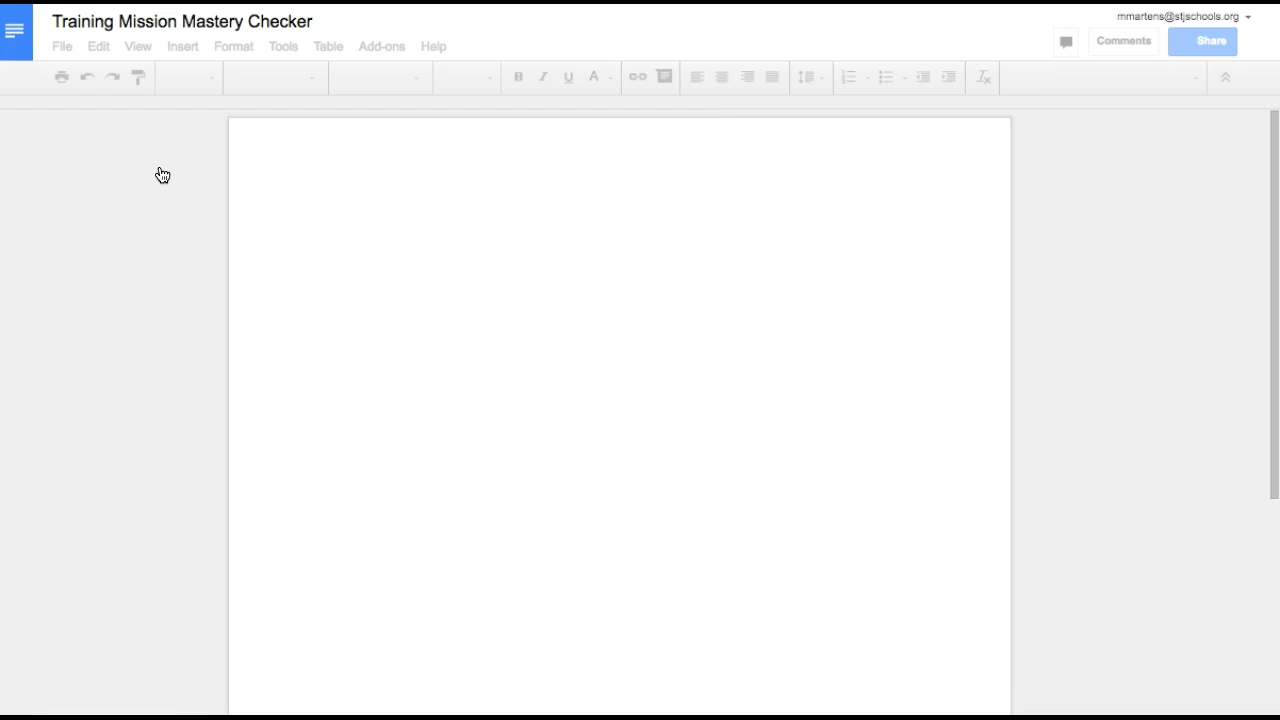 Training Mission Mastery Checker
mmartens@stjschools.org
File Edit View Insert Format Tools Table Add-ons Help
Comments
Share